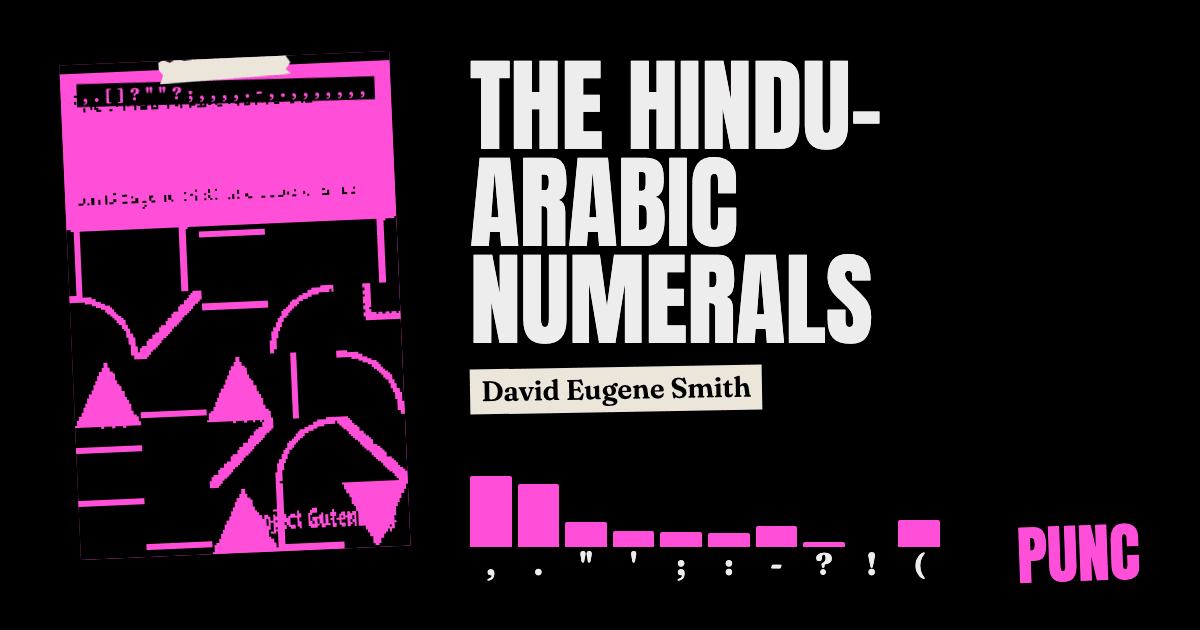 ,.[]?""?;,,,,.-,.,,,,,,,
THE HINDU-
ARABIC
NUMERALS
David Eugene Smith
, . " ' ; : - ? ! (
PUNC